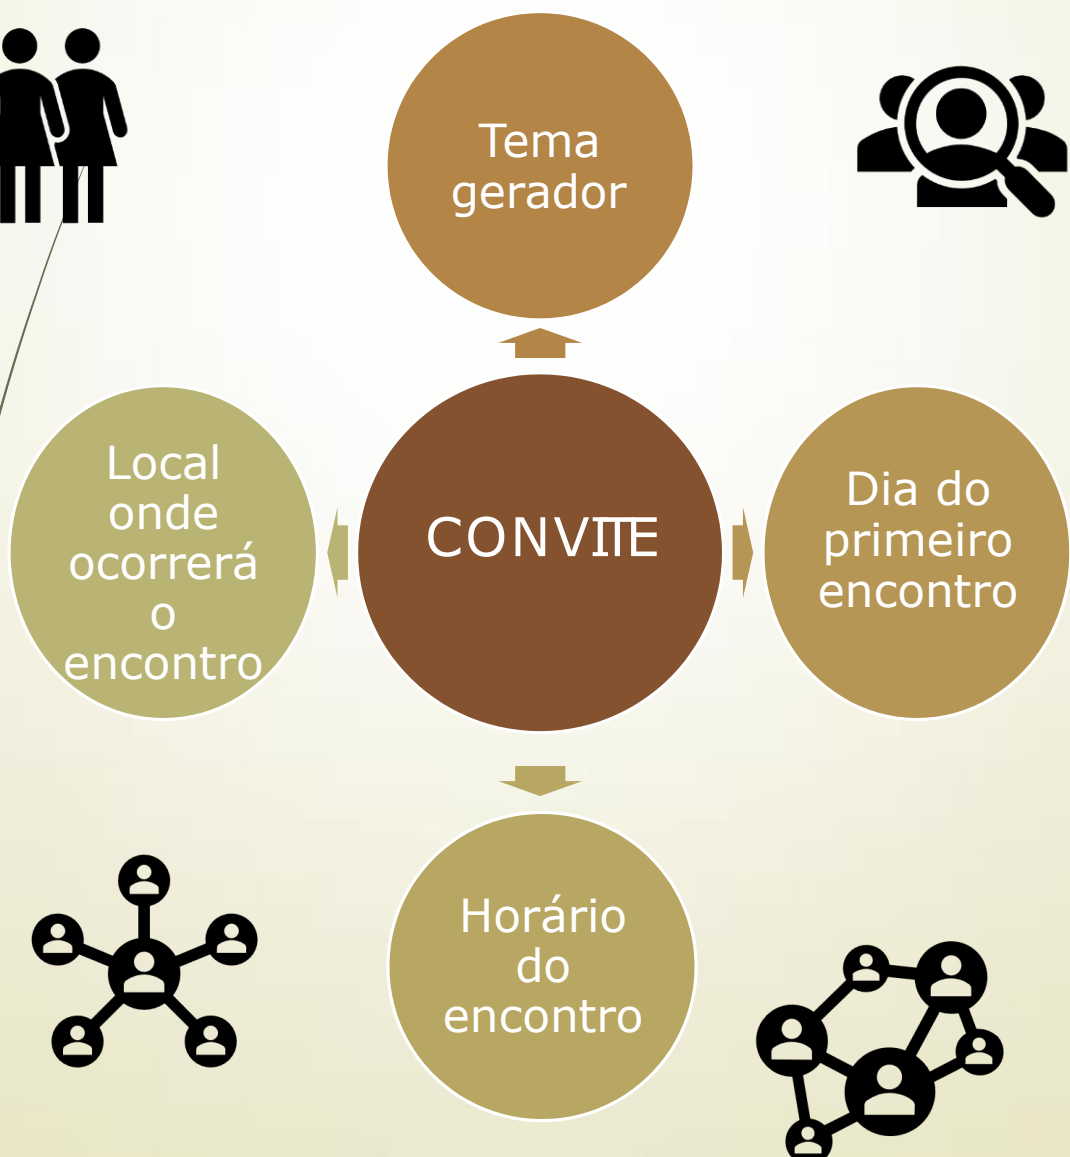 Tema
gerador
Local
onde
ocorrerá
o
encontro
CONVITE
Dia do
primeiro
encontro
Horário
do
encontro